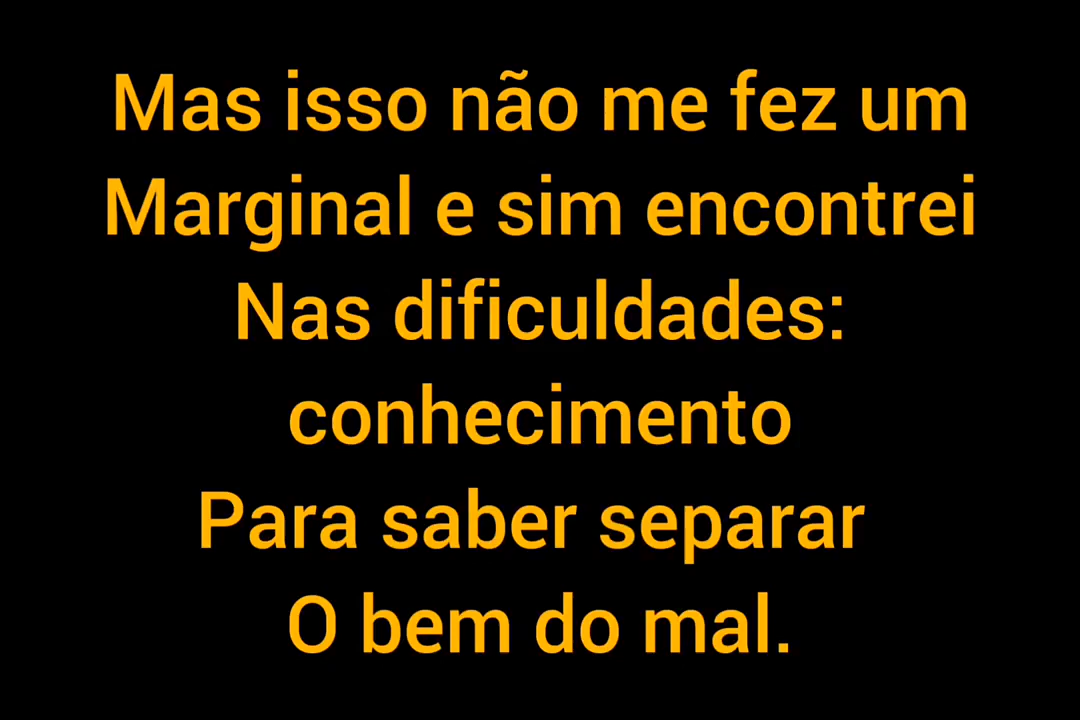 Mas isso não me fez um
Marginal e sim encontrei
Nas dificuldades:
conhecimento
Para saber separar
O bem do mal.